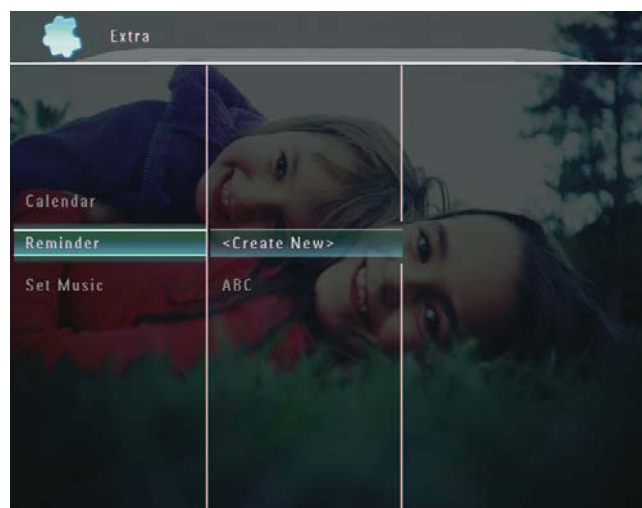 Extra
Calendar
Reminder
<Create New>
Set Music
ABC